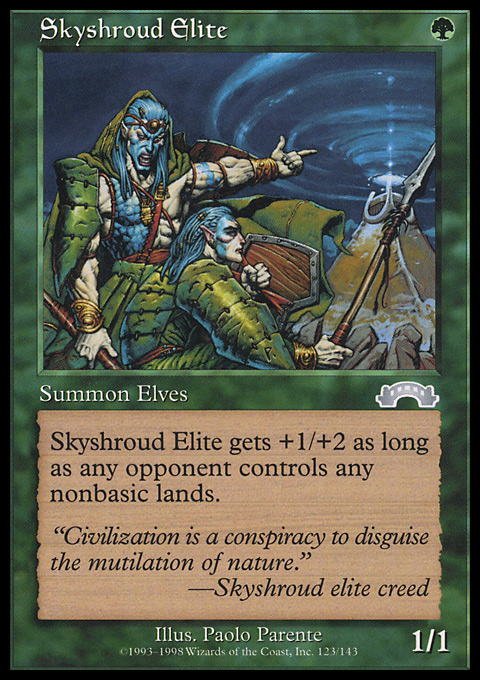 Skyshroud Elite
Summon Elves
Skyshroud Elite gets +1/+2 as long
as any opponent controls any
nonbasic lands.
“Civilization is a conspiracy to disguise
the mutilation of nature.”
—Skyshroud elite creed
Illus. Paolo Parente
©1993–1998 Wizards of the Coast, Inc. 123/143
1/1